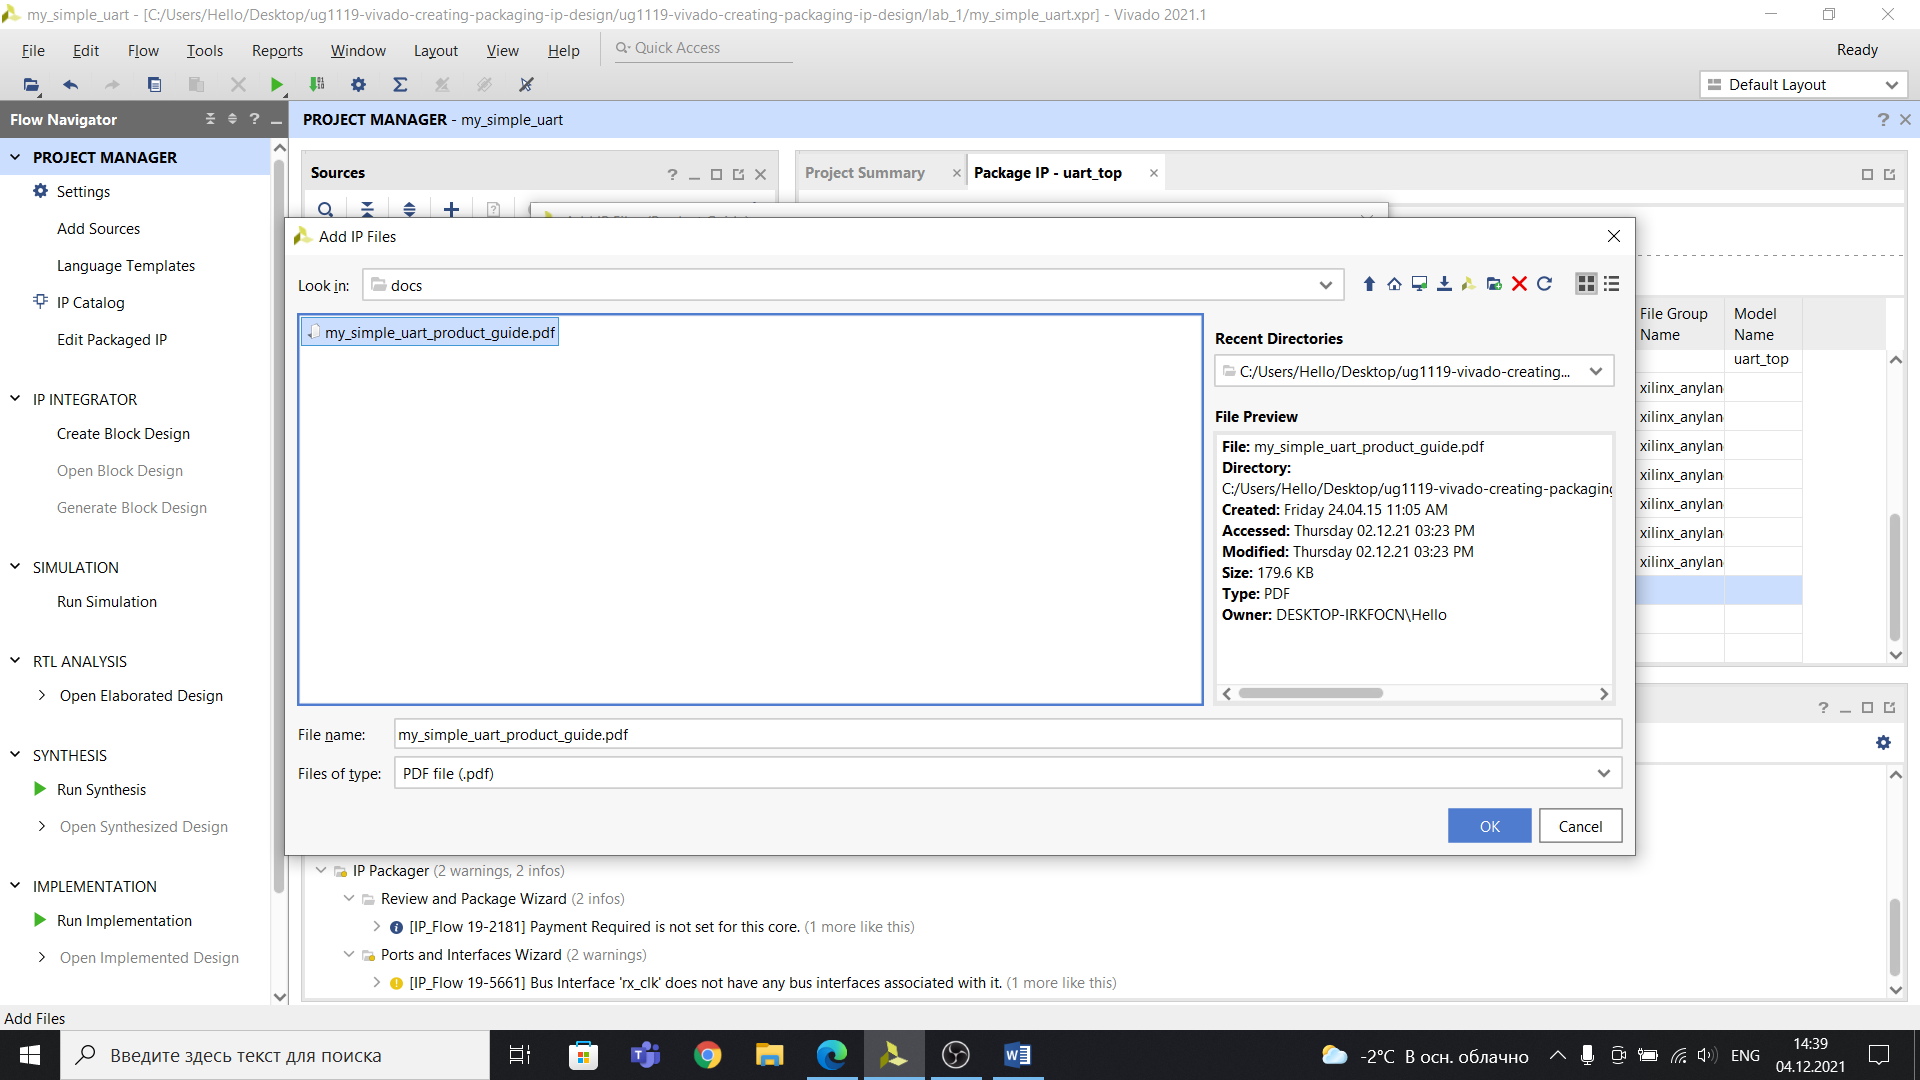 my_simple_uart - [C:/Users/Hello/Desktop/ug1119-vivado-creating-packaging-ip-design/ug1119-vivado-creating-packaging-ip-design/lab_1/my_simple_uart.xpr] - Vivado 2021.1
File Edit Flow Tools Reports Window Layout View Help Quick Access Ready
Default Layout
Flow Navigator
PROJECT MANAGER - my_simple_uart
PROJECT MANAGER
Settings
Add Sources
Language Templates
IP Catalog
Edit Packaged IP
IP INTEGRATOR
Create Block Design
Open Block Design
Generate Block Design
SIMULATION
Run Simulation
RTL ANALYSIS
Open Elaborated Design
SYNTHESIS
Run Synthesis
Open Synthesized Design
IMPLEMENTATION
Run Implementation
Open Implemented Design
Sources
Project Summary
Package IP - uart_top
Add IP Files
Look in: docs
my_simple_uart_product_guide.pdf
Recent Directories
C:/Users/Hello/Desktop/ug1119-vivado-creating...
File Preview
File: my_simple_uart_product_guide.pdf
Directory:
C:/Users/Hello/Desktop/ug1119-vivado-creating-packaging
Created: Friday 24.04.15 11:05 AM
Accessed: Thursday 02.12.21 03:23 PM
Modified: Thursday 02.12.21 03:23 PM
Size: 179.6 KB
Type: PDF
Owner: DESKTOP-IRKFOCN\Hello
File name: my_simple_uart_product_guide.pdf
Files of type: PDF file (.pdf)
OK Cancel
File Group Name
Model Name
uart_top
xilinx_anylan
xilinx_anylan
xilinx_anylan
xilinx_anylan
xilinx_anylan
xilinx_anylan
xilinx_anylan
IP Packager (2 warnings, 2 infos)
Review and Package Wizard (2 infos)
[IP_Flow 19-2181] Payment Required is not set for this core. (1 more like this)
Ports and Interfaces Wizard (2 warnings)
[IP_Flow 19-5661] Bus Interface 'rx_clk' does not have any bus interfaces associated with it. (1 more like this)
Add Files
Введите здесь текст для поиска
-2°C В осн. облачно
ENG
14:39
04.12.2021